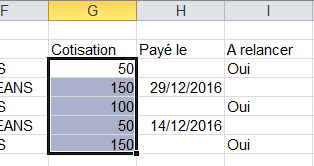 F G H I
Cotisation Payé le A relancer
S 50 Oui
EANS 150 29/12/2016
S 100 Oui
EANS 50 14/12/2016
S 150 Oui